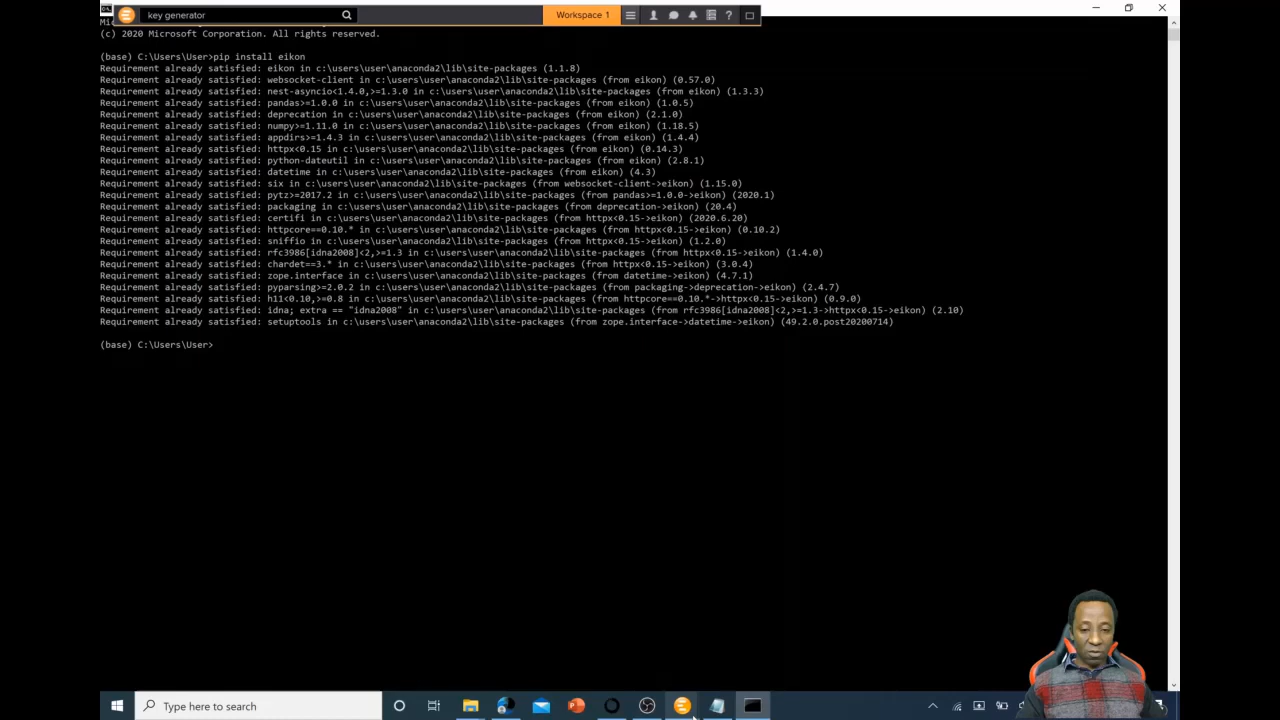 key generator
Workspace 1
?
(c) 2020 Microsoft Corporation. All rights reserved.
(base) C:\Users\User>pip install eikon
Requirement already satisfied: eikon in c:\users\user\anaconda2\lib\site-packages (1.1.8)
Requirement already satisfied: websocket-client in c:\users\user\anaconda2\lib\site-packages (from eikon) (0.57.0)
Requirement already satisfied: nest-asyncio<1.4.0,>=1.3.0 in c:\users\user\anaconda2\lib\site-packages (from eikon) (1.3.3)
Requirement already satisfied: pandas>=1.0.0 in c:\users\user\anaconda2\lib\site-packages (from eikon) (1.0.5)
Requirement already satisfied: deprecation in c:\users\user\anaconda2\lib\site-packages (from eikon) (2.1.0)
Requirement already satisfied: numpy>=1.11.0 in c:\users\user\anaconda2\lib\site-packages (from eikon) (1.18.5)
Requirement already satisfied: appdirs>=1.4.3 in c:\users\user\anaconda2\lib\site-packages (from eikon) (1.4.4)
Requirement already satisfied: httpx<0.15 in c:\users\user\anaconda2\lib\site-packages (from eikon) (0.14.3)
Requirement already satisfied: python-dateutil in c:\users\user\anaconda2\lib\site-packages (from eikon) (2.8.1)
Requirement already satisfied: datetime in c:\users\user\anaconda2\lib\site-packages (from eikon) (4.3)
Requirement already satisfied: six in c:\users\user\anaconda2\lib\site-packages (from websocket-client->eikon) (1.15.0)
Requirement already satisfied: pytz>=2017.2 in c:\users\user\anaconda2\lib\site-packages (from pandas>=1.0.0->eikon) (2020.1)
Requirement already satisfied: packaging in c:\users\user\anaconda2\lib\site-packages (from deprecation->eikon) (20.4)
Requirement already satisfied: certifi in c:\users\user\anaconda2\lib\site-packages (from httpx<0.15->eikon) (2020.6.20)
Requirement already satisfied: httpcore==0.10.* in c:\users\user\anaconda2\lib\site-packages (from httpx<0.15->eikon) (0.10.2)
Requirement already satisfied: sniffio in c:\users\user\anaconda2\lib\site-packages (from httpx<0.15->eikon) (1.2.0)
Requirement already satisfied: rfc3986[idna2008]<2,>=1.3 in c:\users\user\anaconda2\lib\site-packages (from httpx<0.15->eikon) (1.4.0)
Requirement already satisfied: chardet==3.* in c:\users\user\anaconda2\lib\site-packages (from httpx<0.15->eikon) (3.0.4)
Requirement already satisfied: zope.interface in c:\users\user\anaconda2\lib\site-packages (from datetime->eikon) (4.7.1)
Requirement already satisfied: pyparsing>=2.0.2 in c:\users\user\anaconda2\lib\site-packages (from packaging->deprecation->eikon) (2.4.7)
Requirement already satisfied: h11<0.10,>=0.8 in c:\users\user\anaconda2\lib\site-packages (from httpcore==0.10.*->httpx<0.15->eikon) (0.9.0)
Requirement already satisfied: idna; extra == "idna2008" in c:\users\user\anaconda2\lib\site-packages (from rfc3986[idna2008]<2,>=1.3->httpx<0.15->eikon) (2.10)
Requirement already satisfied: setuptools in c:\users\user\anaconda2\lib\site-packages (from zope.interface->datetime->eikon) (49.2.0.post20200714)
(base) C:\Users\User>
Type here to search